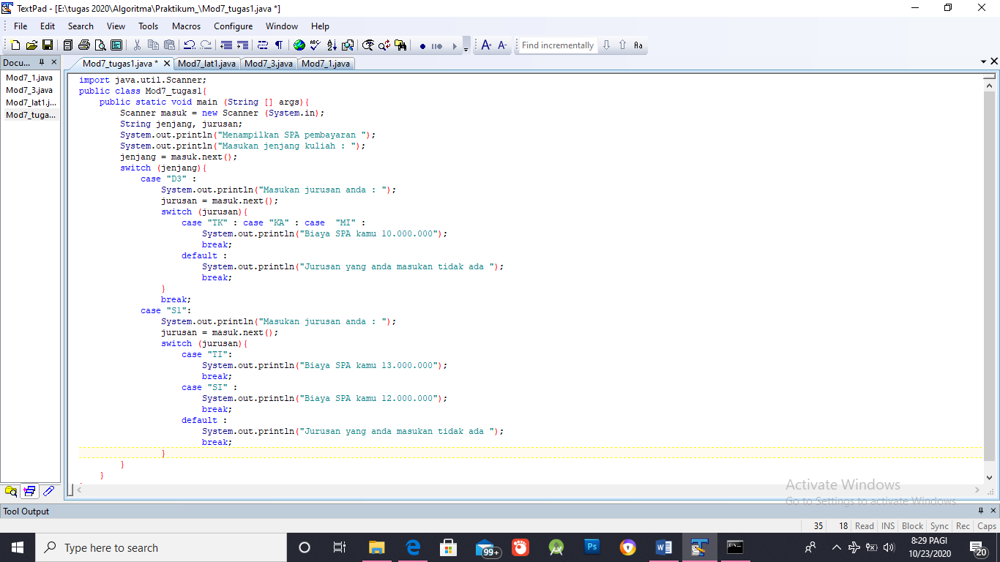 TextPad - [E:\tugas 2020\Algoritma\Praktikum_\Mod7_tugas1.java *]
File Edit Search View Tools Macros Configure Window Help
Find incrementally
Docu...
Mod7_tugas1.java * Mod7_lat1.java Mod7_3.java Mod7_1.java
Mod7_1.java
Mod7_3.java
Mod7_lat1.j...
Mod7_tuga...
import java.util.Scanner;
public class Mod7_tugas1{
    public static void main (String [] args){
        Scanner masuk = new Scanner (System.in);
        String jenjang, jurusan;
        System.out.println("Menampilkan SPA pembayaran ");
        System.out.println("Masukan jenjang kuliah : ");
        jenjang = masuk.next();
        switch (jenjang){
            case "D3" :
                System.out.println("Masukan jurusan anda : ");
                jurusan = masuk.next();
                switch (jurusan){
                    case "TK" : case "KA" : case  "MI" :
                        System.out.println("Biaya SPA kamu 10.000.000");
                        break;
                    default :
                        System.out.println("Jurusan yang anda masukan tidak ada ");
                        break;
                }
                break;
            case "S1":
                System.out.println("Masukan jurusan anda : ");
                jurusan = masuk.next();
                switch (jurusan){
                    case "TI":
                        System.out.println("Biaya SPA kamu 13.000.000");
                        break;
                    case "SI" :
                        System.out.println("Biaya SPA kamu 12.000.000");
                        break;
                    default :
                        System.out.println("Jurusan yang anda masukan tidak ada ");
                        break;
                }
        }
    }
Activate Windows
Go to Settings to activate Windows.
Tool Output
35 18 Read INS Block Sync Rec Caps
Type here to search
99+
Ps
8:29 PAGI
10/23/2020
20